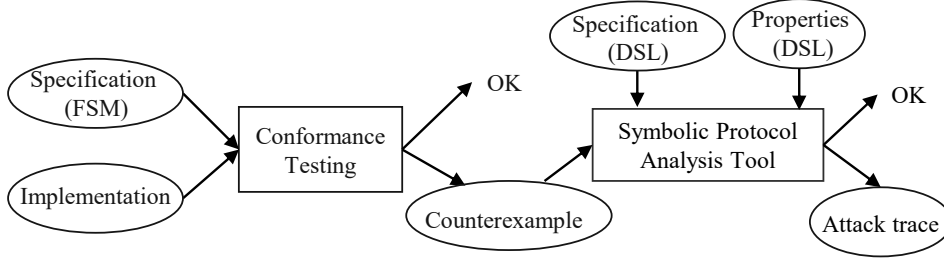 Specification
(FSM)
Implementation
Conformance
Testing
OK
Counterexample
Specification
(DSL)
Properties
(DSL)
Symbolic Protocol
Analysis Tool
OK
Attack trace